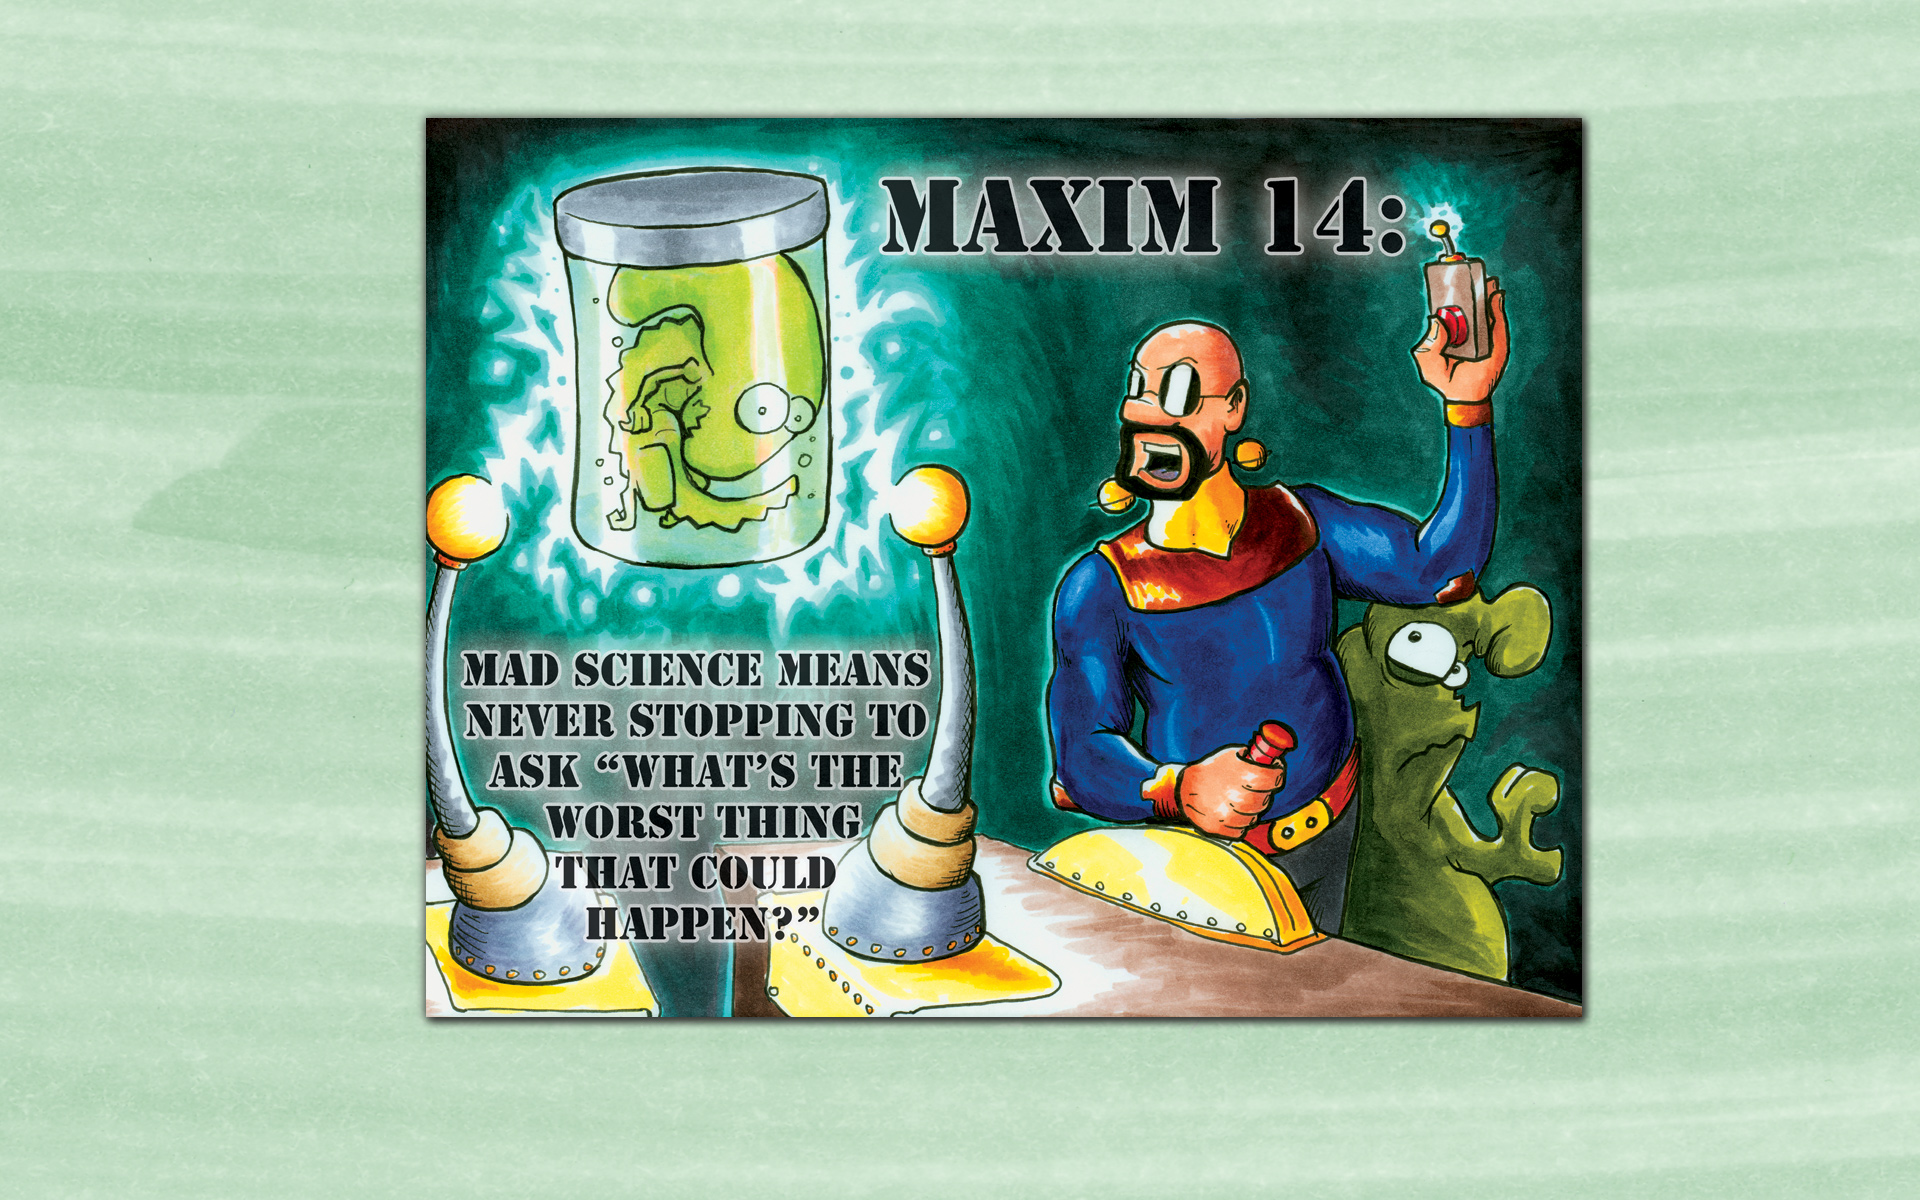 MAXIM 14:
MAD SCIENCE MEANS
NEVER STOPPING TO
ASK “WHAT’S THE
WORST THING
THAT COULD
HAPPEN?”